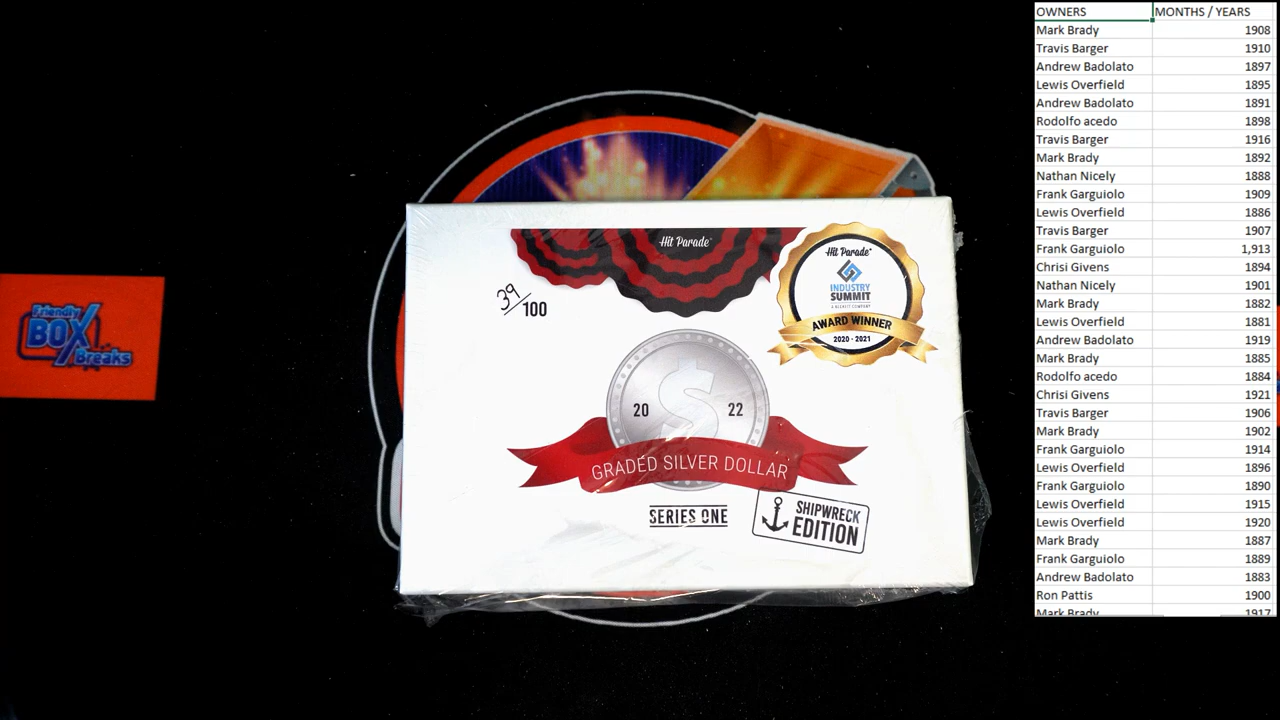 Friendly
BOX
Breaks
Hit Parade
39/100
Hit Parade
INDUSTRY
SUMMIT
AWARD WINNER
2020 - 2021
20 22
GRADED SILVER DOLLAR
SERIES ONE
SHIPWRECK
EDITION
OWNERS MONTHS / YEARS
Mark Brady 1908
Travis Barger 1910
Andrew Badolato 1897
Lewis Overfield 1895
Andrew Badolato 1891
Rodolfo acedo 1898
Travis Barger 1916
Mark Brady 1892
Nathan Nicely 1888
Frank Garguiolo 1909
Lewis Overfield 1886
Travis Barger 1907
Frank Garguiolo 1,913
Chrisi Givens 1894
Nathan Nicely 1901
Mark Brady 1882
Lewis Overfield 1881
Andrew Badolato 1919
Mark Brady 1885
Rodolfo acedo 1884
Chrisi Givens 1921
Travis Barger 1906
Mark Brady 1902
Frank Garguiolo 1914
Lewis Overfield 1896
Frank Garguiolo 1890
Lewis Overfield 1915
Lewis Overfield 1920
Mark Brady 1887
Frank Garguiolo 1889
Andrew Badolato 1883
Ron Pattis 1900
Mark Brady 1917